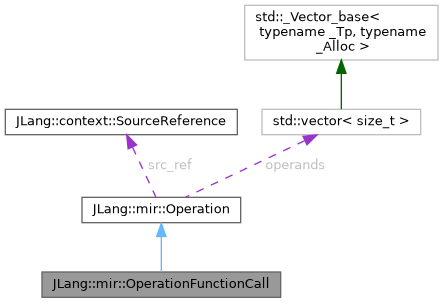 std::_Vector_base<
typename _Tp, typename
_Alloc >
JLang::context::SourceReference
std::vector< size_t >
src_ref
operands
JLang::mir::Operation
JLang::mir::OperationFunctionCall